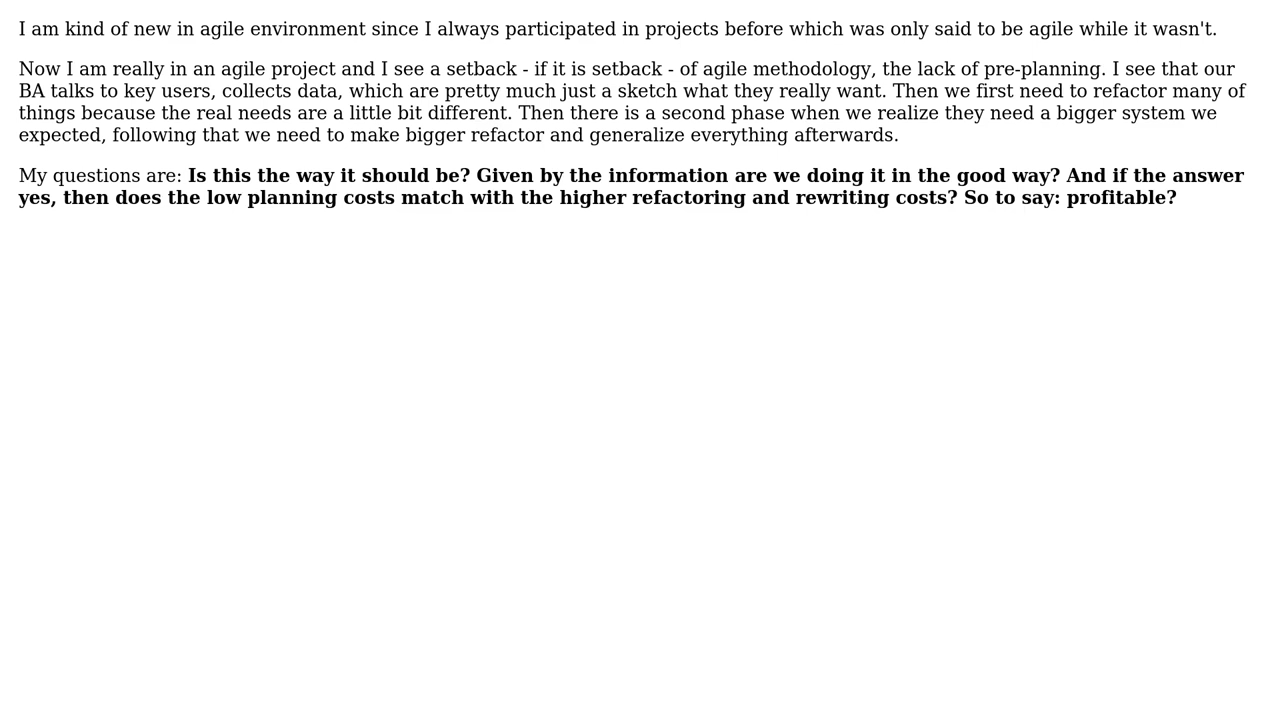 I am kind of new in agile environment since I always participated in projects before which was only said to be agile while it wasn't.
Now I am really in an agile project and I see a setback - if it is setback - of agile methodology, the lack of pre-planning. I see that our
BA talks to key users, collects data, which are pretty much just a sketch what they really want. Then we first need to refactor many of
things because the real needs are a little bit different. Then there is a second phase when we realize they need a bigger system we
expected, following that we need to make bigger refactor and generalize everything afterwards.
My questions are: Is this the way it should be? Given by the information are we doing it in the good way? And if the answer
yes, then does the low planning costs match with the higher refactoring and rewriting costs? So to say: profitable?